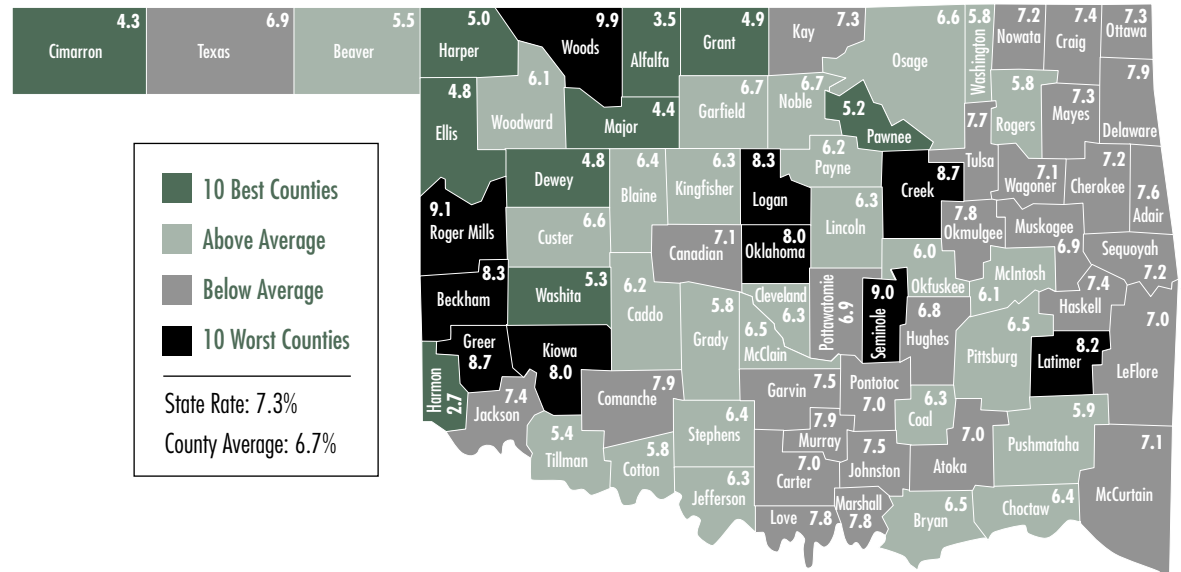 4.3
Cimarron
6.9
Texas
5.5
Beaver
5.0
Harper
9.9
Woods
3.5
Alfalfa
4.9
Grant
7.3
Kay
6.6
Osage
5.8
Washington
7.2
Nowata
7.4
Craig
7.3
Ottawa
4.8
Ellis
6.1
Woodward
4.4
Major
6.7
Garfield
6.7
Noble
5.2
Pawnee
7.7
Tulsa
5.8
Rogers
7.3
Mayes
7.9
Delaware
4.8
Dewey
6.4
Blaine
6.3
Kingfisher
8.3
Logan
6.2
Payne
8.7
Creek
7.1
Wagoner
7.2
Cherokee
7.6
Adair
9.1
Roger Mills
6.6
Custer
7.1
Canadian
8.0
Oklahoma
6.3
Lincoln
7.8
Okmulgee
Muskogee
6.9
Sequoyah
7.2
8.3
Beckham
5.3
Washita
6.2
Caddo
5.8
Grady
Cleveland
6.3
6.5
McClain
Pottawatomie
6.9
9.0
Seminole
6.0
Okfuskee
McIntosh
6.1
7.4
Haskell
6.8
Hughes
6.5
Pittsburg
8.2
Latimer
7.0
LeFlore
Greer
8.7
Kiowa
8.0
Harmon
2.7
7.4
Jackson
7.9
Comanche
7.5
Garvin
Pontotoc
7.0
6.3
Coal
5.9
Pushmataha
5.4
Tillman
5.8
Cotton
6.4
Stephens
7.9
Murray
7.5
Johnston
7.0
Atoka
7.1
McCurtain
7.0
Carter
6.3
Jefferson
Love 7.8
Marshall
7.8
6.5
Bryan
6.4
Choctaw
10 Best Counties
Above Average
Below Average
10 Worst Counties
State Rate: 7.3%
County Average: 6.7%